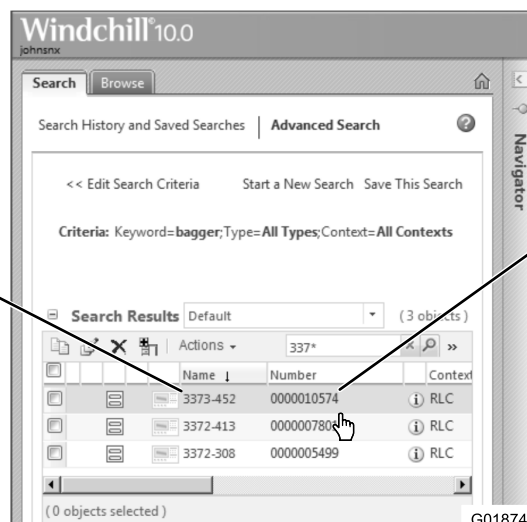 Windchill® 10.0
johnsnx
Search Browse
Search History and Saved Searches Advanced Search
Navigator
<< Edit Search Criteria Start a New Search Save This Search
Criteria: Keyword=bagger;Type=All Types;Context=All Contexts
Search Results Default (3 objects)
Actions 337* »
Name ↓ Number Context
3373-452 0000010574 RLC
3372-413 RLC
3372-308 0000005499 RLC
(0 objects selected)
G01874